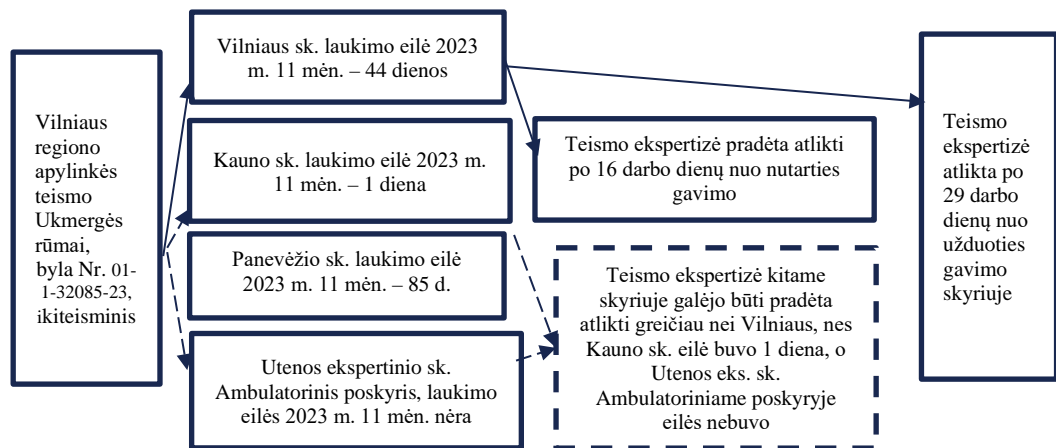 Vilniaus
regiono
apylinkės
teismo
Ukmergės
rūmai,
byla Nr. 01-
1-32085-23,
ikiteisminis
Vilniaus sk. laukimo eilė 2023
m. 11 mėn. – 44 dienos
Kauno sk. laukimo eilė 2023 m.
11 mėn. – 1 diena
Panevėžio sk. laukimo eilė
2023 m. 11 mėn. – 85 d.
Utenos ekspertinio sk.
Ambulatorinis poskyris, laukimo
eilės 2023 m. 11 mėn. nėra
Teismo ekspertizė pradėta atlikti
po 16 darbo dienų nuo nutarties
gavimo
Teismo ekspertizė kitame
skyriuje galėjo būti pradėta
atlikti greičiau nei Vilniaus, nes
Kauno sk. eilė buvo 1 diena, o
Utenos eks. sk.
Ambulatoriniame poskyryje
eilės nebuvo
Teismo
ekspertizė
atlikta po
29 darbo
dienų nuo
užduoties
gavimo
skyriuje